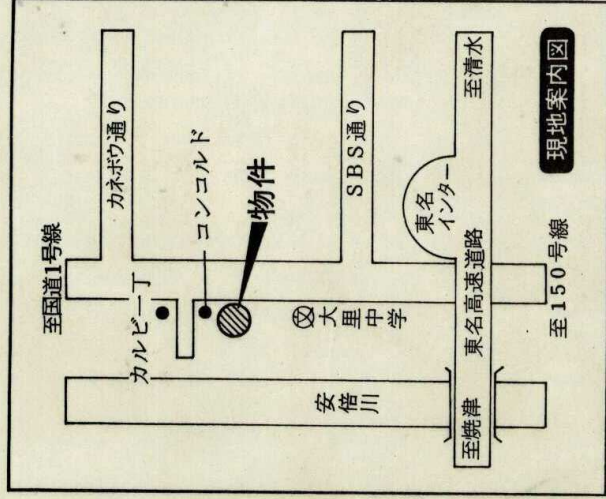 現地案内図
至国道1号線
カネボウ通り
カルビー丁
コンコルド
物件
SBS通り
大里中学
安倍川
東名
インター
至清水
東名高速道路
至焼津
至150号線